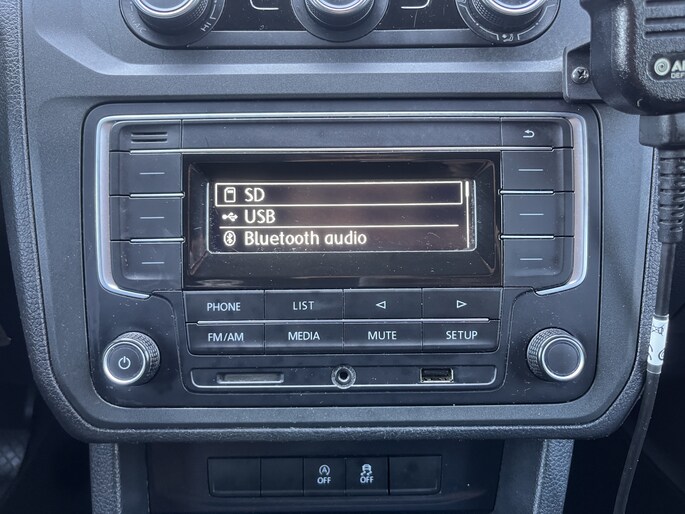 SD
USB
Bluetooth audio
PHONE LIST
FM/AM MEDIA MUTE SETUP
A OFF OFF